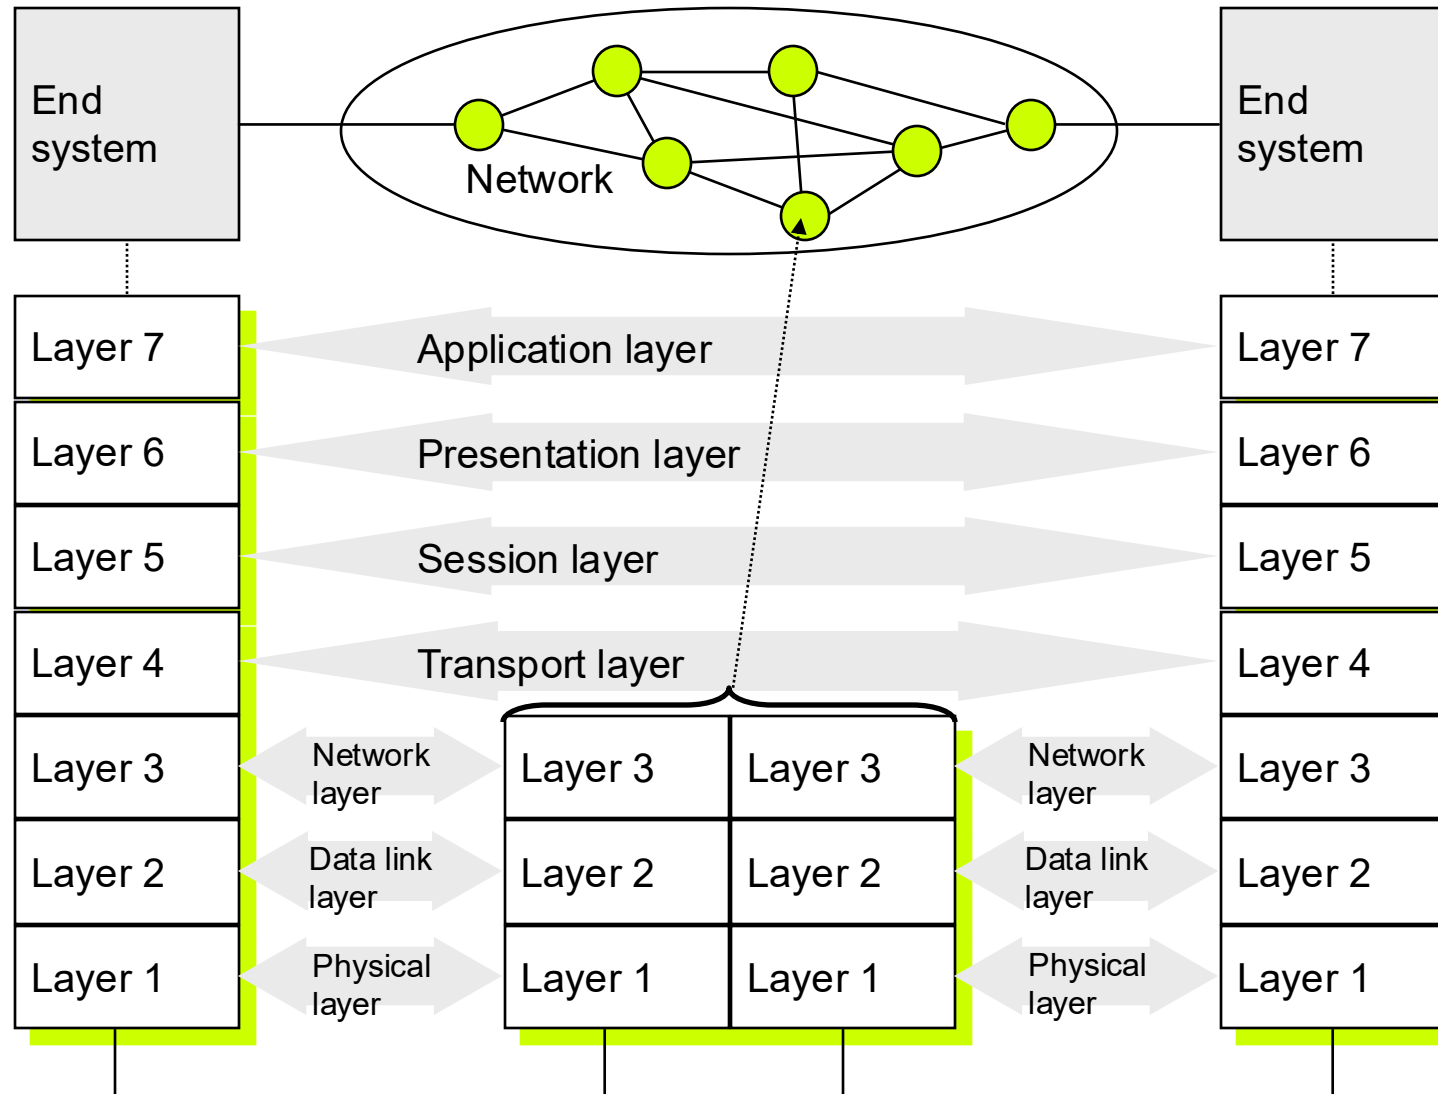 End
system
Network
End
system
Layer 7
Application layer
Layer 7
Layer 6
Presentation layer
Layer 6
Layer 5
Session layer
Layer 5
Layer 4
Transport layer
Layer 4
Layer 3
Network
layer
Layer 3
Layer 3
Network
layer
Layer 3
Layer 2
Data link
layer
Layer 2
Layer 2
Data link
layer
Layer 2
Layer 1
Physical
layer
Layer 1
Layer 1
Physical
layer
Layer 1